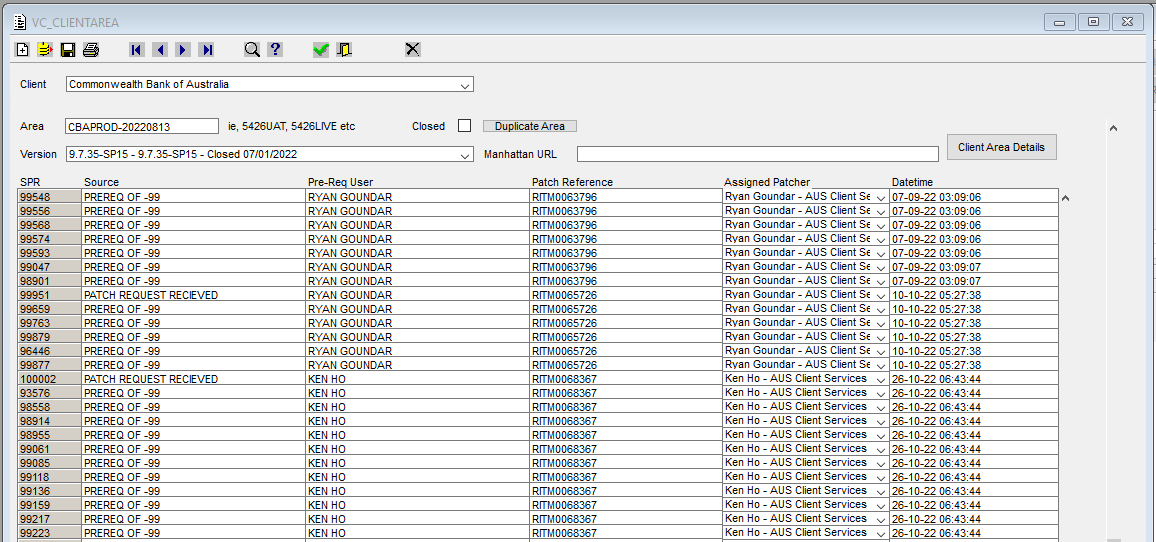 VC_CLIENTAREA
Client Commonwealth Bank of Australia
Area CBAPROD-20220813 ie, 5426UAT, 5426LIVE etc Closed Duplicate Area
Version 9.7.35-SP15 - 9.7.35-SP15 - Closed 07/01/2022 Manhattan URL Client Area Details
SPR Source Pre-Req User Patch Reference Assigned Patcher Datetime
99548 PREREQ OF -99 RYAN GOUNDAR RITM0063796 Ryan Goundar - AUS Client Se 07-09-22 03:09:06
99556 PREREQ OF -99 RYAN GOUNDAR RITM0063796 Ryan Goundar - AUS Client Se 07-09-22 03:09:06
99568 PREREQ OF -99 RYAN GOUNDAR RITM0063796 Ryan Goundar - AUS Client Se 07-09-22 03:09:06
99574 PREREQ OF -99 RYAN GOUNDAR RITM0063796 Ryan Goundar - AUS Client Se 07-09-22 03:09:06
99593 PREREQ OF -99 RYAN GOUNDAR RITM0063796 Ryan Goundar - AUS Client Se 07-09-22 03:09:06
99047 PREREQ OF -99 RYAN GOUNDAR RITM0063796 Ryan Goundar - AUS Client Se 07-09-22 03:09:07
98901 PREREQ OF -99 RYAN GOUNDAR RITM0063796 Ryan Goundar - AUS Client Se 07-09-22 03:09:07
99951 PATCH REQUEST RECIEVED RYAN GOUNDAR RITM0065726 Ryan Goundar - AUS Client Se 10-10-22 05:27:38
99659 PREREQ OF -99 RYAN GOUNDAR RITM0065726 Ryan Goundar - AUS Client Se 10-10-22 05:27:38
99763 PREREQ OF -99 RYAN GOUNDAR RITM0065726 Ryan Goundar - AUS Client Se 10-10-22 05:27:38
99879 PREREQ OF -99 RYAN GOUNDAR RITM0065726 Ryan Goundar - AUS Client Se 10-10-22 05:27:38
96446 PREREQ OF -99 RYAN GOUNDAR RITM0065726 Ryan Goundar - AUS Client Se 10-10-22 05:27:38
99877 PREREQ OF -99 RYAN GOUNDAR RITM0065726 Ryan Goundar - AUS Client Se 10-10-22 05:27:38
100002 PATCH REQUEST RECIEVED KEN HO RITM0068367 Ken Ho - AUS Client Services 26-10-22 06:43:44
93576 PREREQ OF -99 KEN HO RITM0068367 Ken Ho - AUS Client Services 26-10-22 06:43:44
98558 PREREQ OF -99 KEN HO RITM0068367 Ken Ho - AUS Client Services 26-10-22 06:43:44
98914 PREREQ OF -99 KEN HO RITM0068367 Ken Ho - AUS Client Services 26-10-22 06:43:44
98955 PREREQ OF -99 KEN HO RITM0068367 Ken Ho - AUS Client Services 26-10-22 06:43:44
99061 PREREQ OF -99 KEN HO RITM0068367 Ken Ho - AUS Client Services 26-10-22 06:43:44
99085 PREREQ OF -99 KEN HO RITM0068367 Ken Ho - AUS Client Services 26-10-22 06:43:44
99118 PREREQ OF -99 KEN HO RITM0068367 Ken Ho - AUS Client Services 26-10-22 06:43:44
99136 PREREQ OF -99 KEN HO RITM0068367 Ken Ho - AUS Client Services 26-10-22 06:43:44
99159 PREREQ OF -99 KEN HO RITM0068367 Ken Ho - AUS Client Services 26-10-22 06:43:44
99217 PREREQ OF -99 KEN HO RITM0068367 Ken Ho - AUS Client Services 26-10-22 06:43:44
99223 PREREQ OF -99 KEN HO RITM0068367 Ken Ho - AUS Client Services 26-10-22 06:43:44